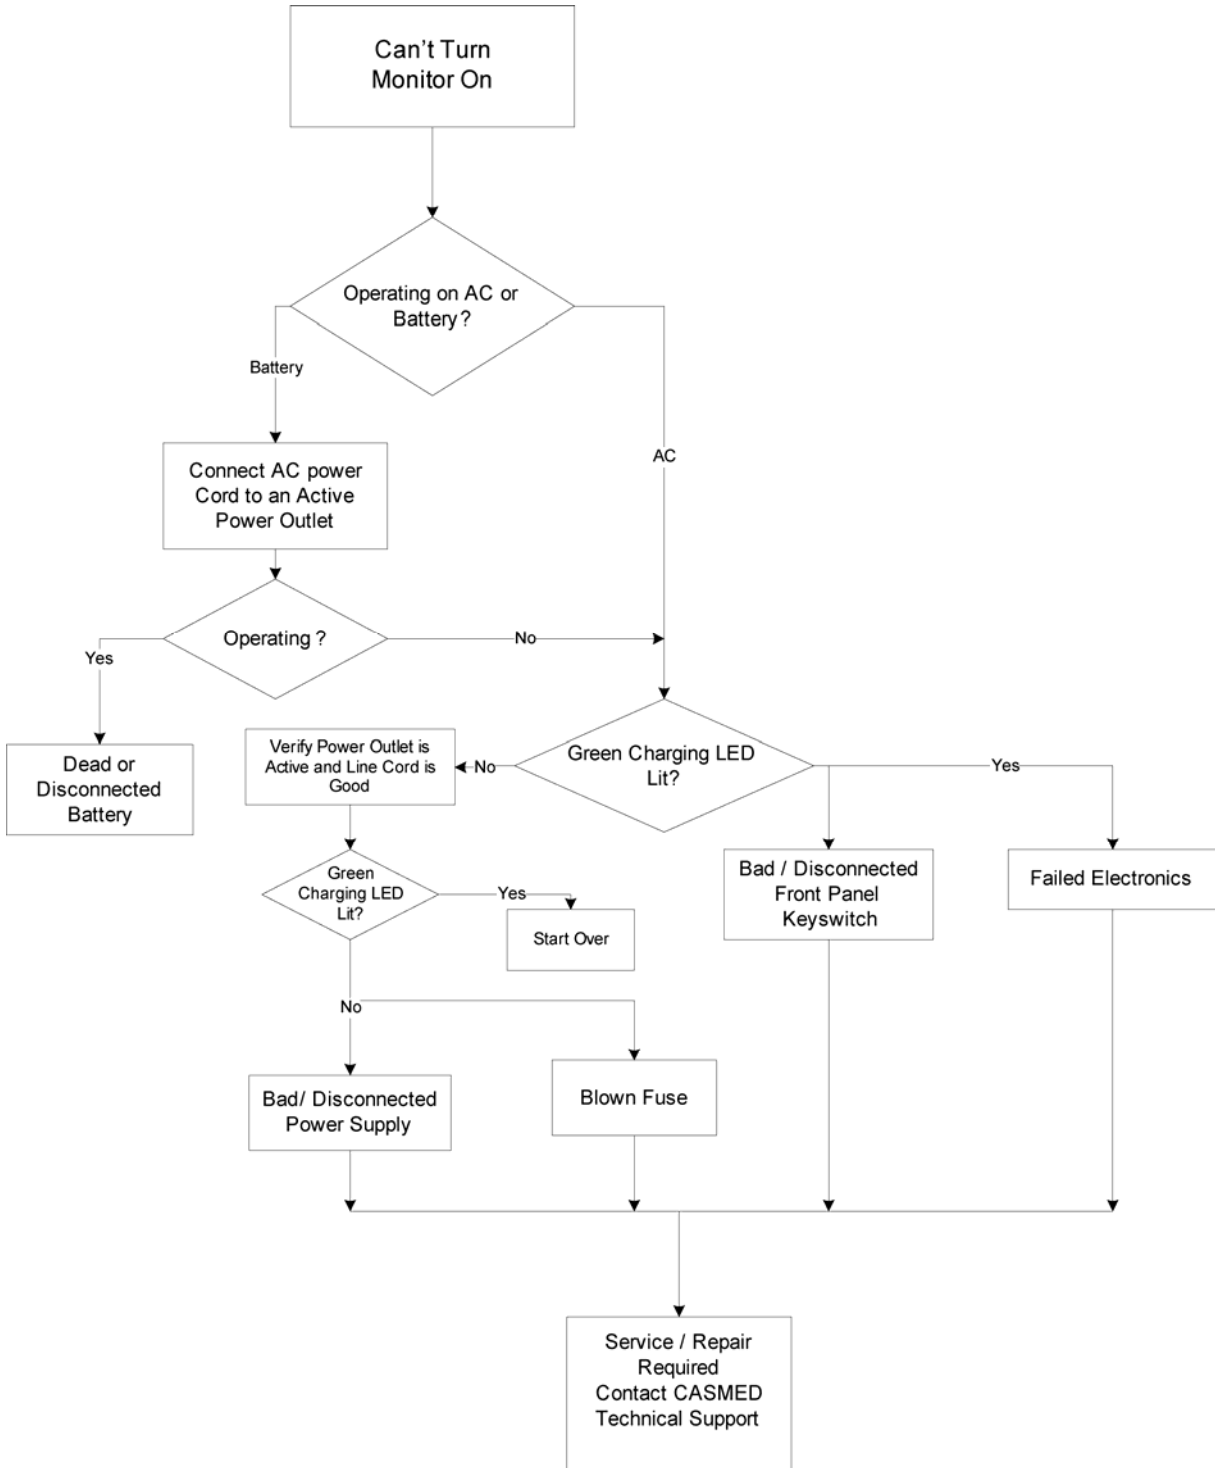 Can't Turn
Monitor On
Operating on AC or
Battery?
Battery
AC
Connect AC power
Cord to an Active
Power Outlet
Operating ?
No
Yes
Dead or
Disconnected
Battery
Green Charging LED
Lit?
No
Yes
Verify Power Outlet is
Active and Line Cord is
Good
Green
Charging LED
Lit?
Yes
Start Over
Bad / Disconnected
Front Panel
Keyswitch
Failed Electronics
No
Bad/ Disconnected
Power Supply
Blown Fuse
Service / Repair
Required
Contact CASMED
Technical Support